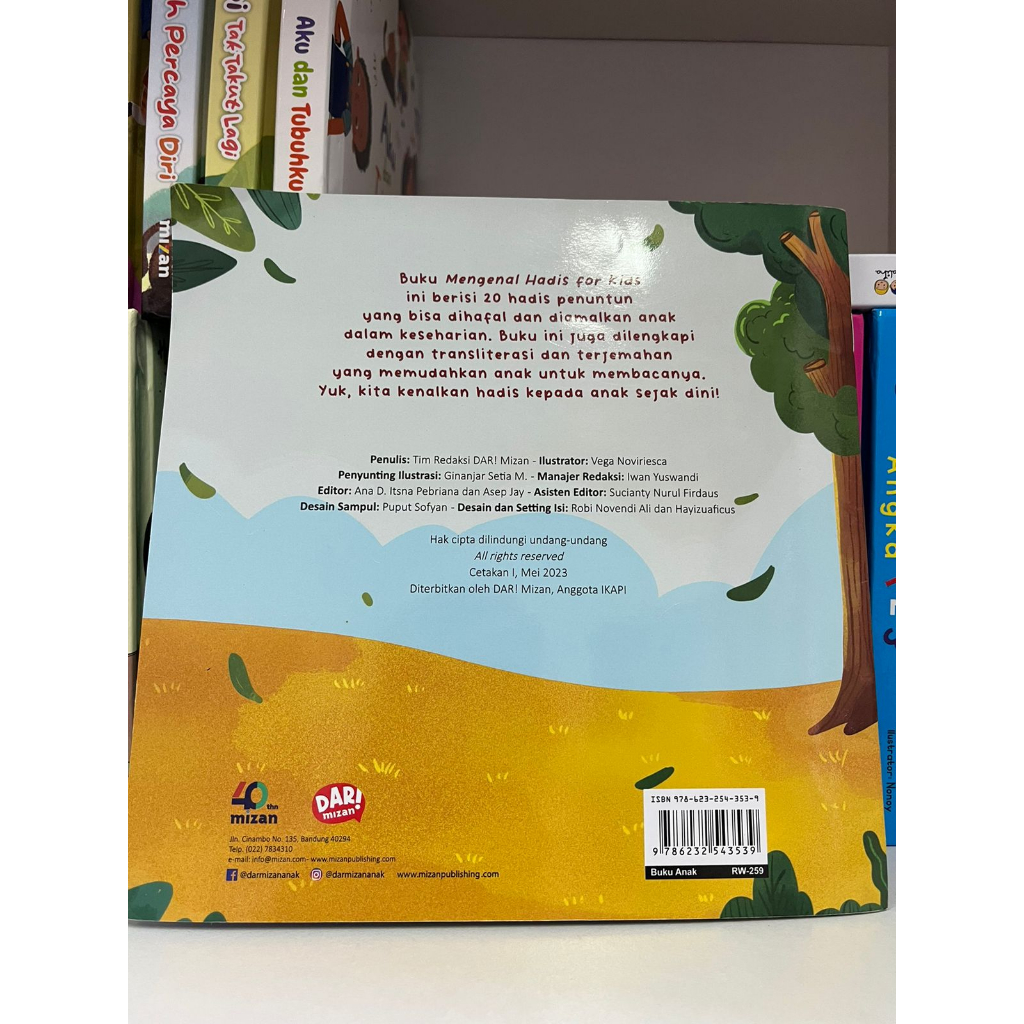 h Percaya Diri
i Tak Takut Lagi
Aku dan Tubuhku
mizan
Buku Mengenal Hadis for Kids
ini berisi 20 hadis penuntun
yang bisa dihafal dan diamalkan anak
dalam keseharian. Buku ini juga dilengkapi
dengan transliterasi dan terjemahan
yang memudahkan anak untuk membacanya.
Yuk, kita kenalkan hadis kepada anak sejak dini!
Penulis: Tim Redaksi DAR! Mizan - Ilustrator: Vega Noviriesca
Penyunting Ilustrasi: Ginanjar Setia M. - Manajer Redaksi: Iwan Yuswandi
Editor: Ana D. Itsna Pebriana dan Asep Jay - Asisten Editor: Sucianty Nurul Firdaus
Desain Sampul: Puput Sofyan - Desain dan Setting Isi: Robi Novendi Ali dan Hayizuaficus
Hak cipta dilindungi undang-undang
All rights reserved
Cetakan I, Mei 2023
Diterbitkan oleh DAR! Mizan, Anggota IKAPI
40 thn
mizan
DAR!
mizan
Jln. Cinambo No. 135, Bandung 40294
Telp. (022) 7834310
e-mail: info@mizan.com- www.mizanpublishing.com
@darmizananak @darmizananak www.mizanpublishing.com
ISBN 978-623-254-353-9
9 786232 543539
Buku Anak RW-259
Angka
Ilustrator: Nonoy